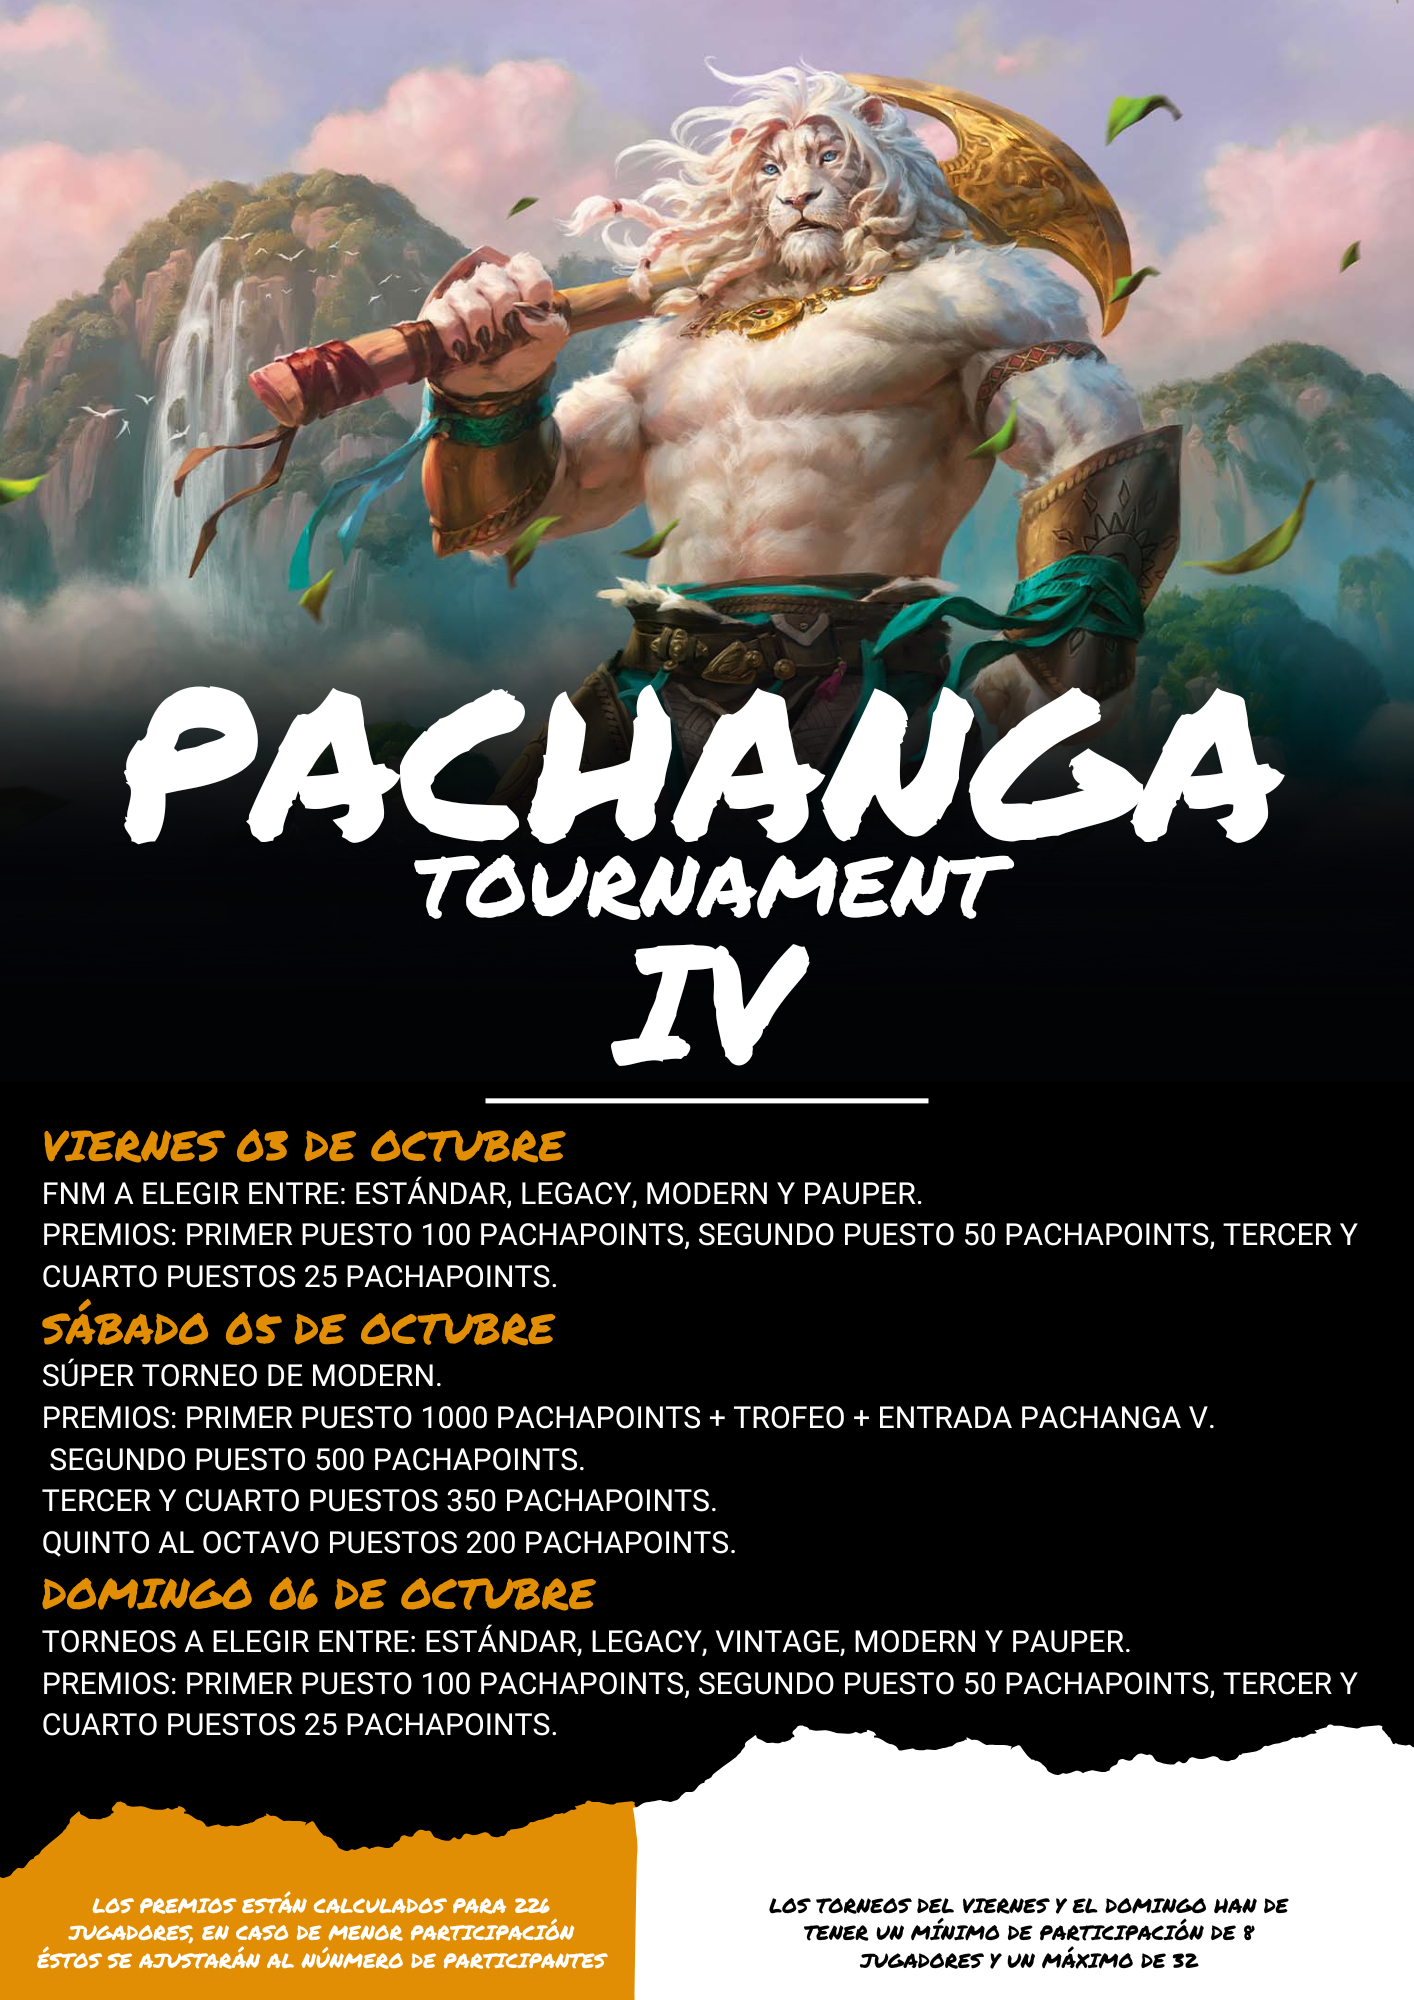 PACHANGA
TOURNAMENT
IV
VIERNES 03 DE OCTUBRE
FNM A ELEGIR ENTRE: ESTÁNDAR, LEGACY, MODERN Y PAUPER.
PREMIOS: PRIMER PUESTO 100 PACHAPOINTS, SEGUNDO PUESTO 50 PACHAPOINTS, TERCER Y
CUARTO PUESTOS 25 PACHAPOINTS.
SÁBADO 05 DE OCTUBRE
SÚPER TORNEO DE MODERN.
PREMIOS: PRIMER PUESTO 1000 PACHAPOINTS + TROFEO + ENTRADA PACHANGA V.
SEGUNDO PUESTO 500 PACHAPOINTS.
TERCER Y CUARTO PUESTOS 350 PACHAPOINTS.
QUINTO AL OCTAVO PUESTOS 200 PACHAPOINTS.
DOMINGO 06 DE OCTUBRE
TORNEOS A ELEGIR ENTRE: ESTÁNDAR, LEGACY, VINTAGE, MODERN Y PAUPER.
PREMIOS: PRIMER PUESTO 100 PACHAPOINTS, SEGUNDO PUESTO 50 PACHAPOINTS, TERCER Y
CUARTO PUESTOS 25 PACHAPOINTS.
LOS PREMIOS ESTÁN CALCULADOS PARA 226
JUGADORES, EN CASO DE MENOR PARTICIPACIÓN
ÉSTOS SE AJUSTARÁN AL NÚNMERO DE PARTICIPANTES
LOS TORNEOS DEL VIERNES Y EL DOMINGO HAN DE
TENER UN MÍNIMO DE PARTICIPACIÓN DE 8
JUGADORES Y UN MÁXIMO DE 32